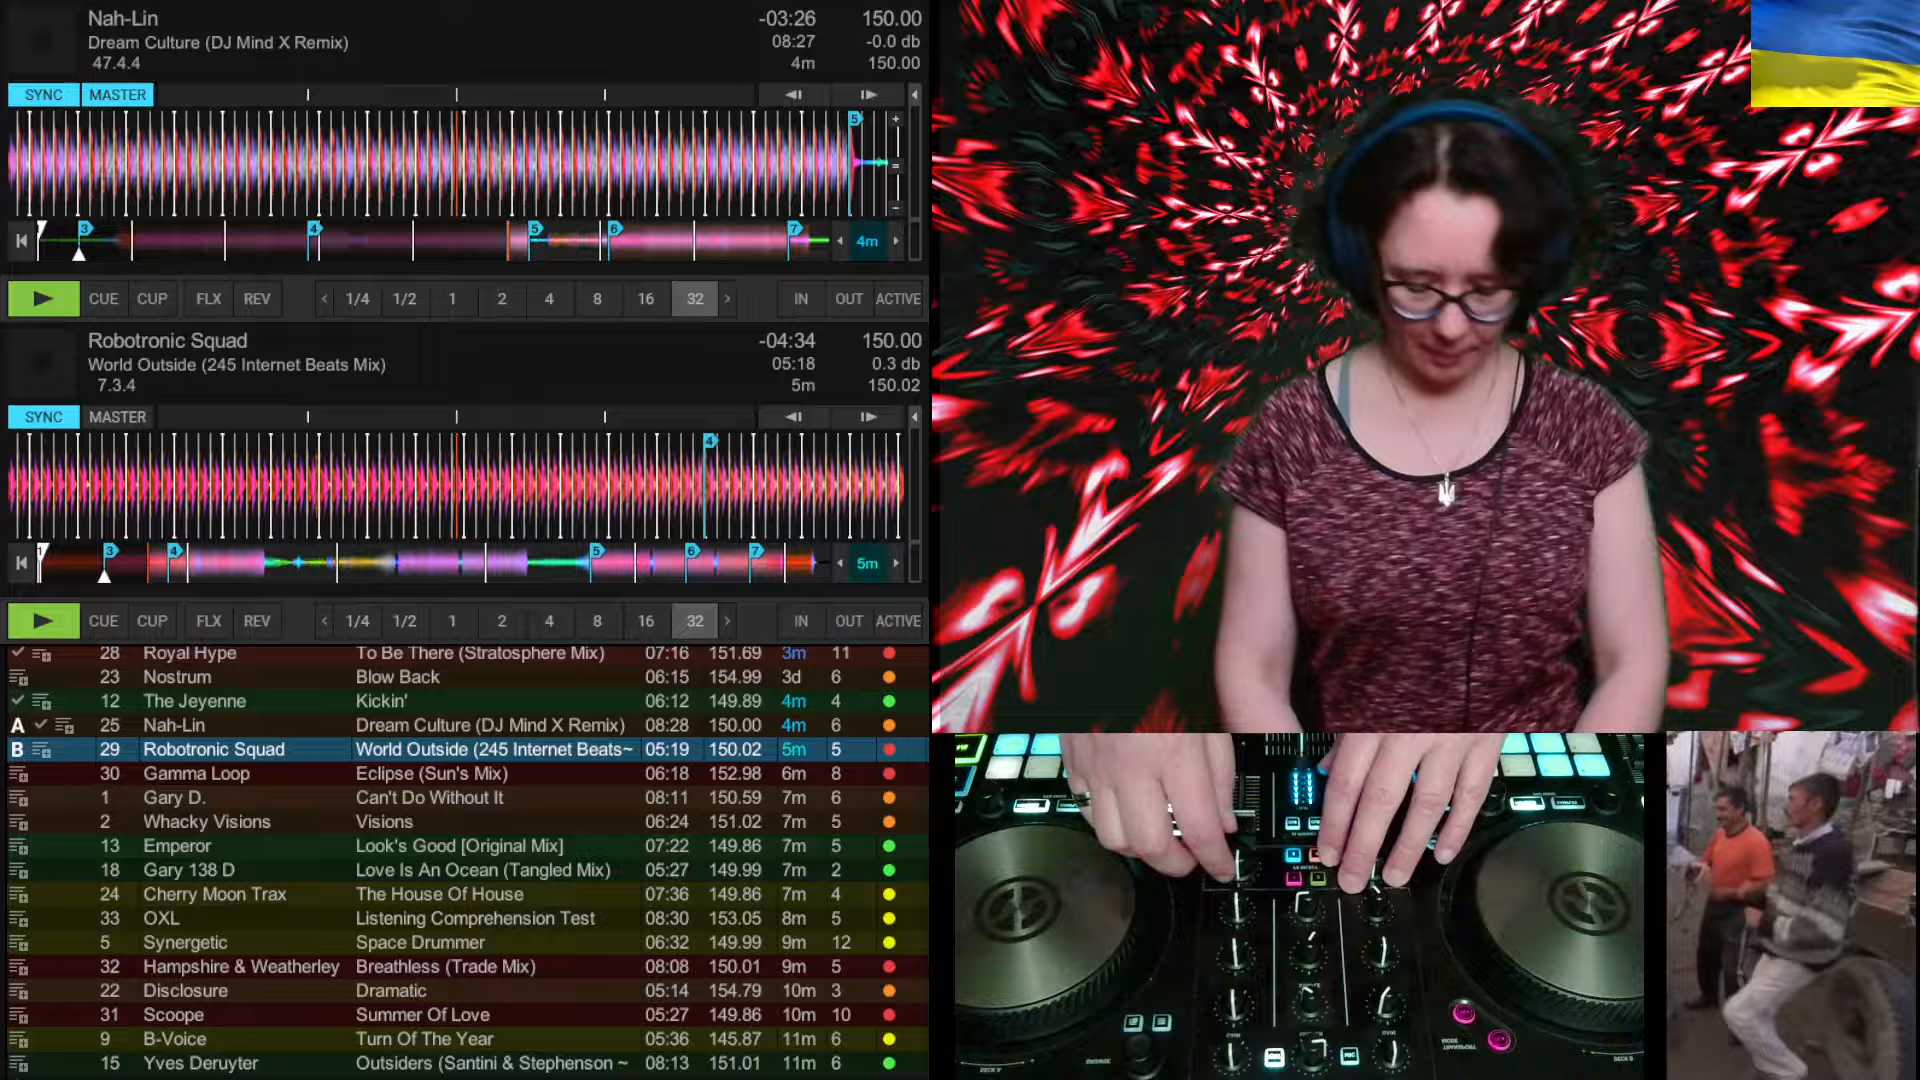 Nah-Lin -03:26 150.00
Dream Culture (DJ Mind X Remix) 08:27 -0.0 db
47.4.4 4m 150.00
SYNC MASTER
5
3 4 5 6 7 4m
CUE CUP FLX REV 1/4 1/2 1 2 4 8 16 32 IN OUT ACTIVE
Robotronic Squad -04:34 150.00
World Outside (245 Internet Beats Mix) 05:18 0.3 db
7.3.4 5m 150.02
SYNC MASTER
4
1 3 4 5 6 7 5m
CUE CUP FLX REV 1/4 1/2 1 2 4 8 16 32 IN OUT ACTIVE
28 Royal Hype To Be There (Stratosphere Mix) 07:16 151.69 3m 11
23 Nostrum Blow Back 06:15 154.99 3d 6
12 The Jeyenne Kickin' 06:12 149.89 4m 4
A 25 Nah-Lin Dream Culture (DJ Mind X Remix) 08:28 150.00 4m 6
B 29 Robotronic Squad World Outside (245 Internet Beats~ 05:19 150.02 5m 5
30 Gamma Loop Eclipse (Sun's Mix) 06:18 152.98 6m 8
1 Gary D. Can't Do Without It 08:11 150.59 7m 6
2 Whacky Visions Visions 06:24 151.02 7m 5
13 Emperor Look's Good [Original Mix] 07:22 149.86 7m 5
18 Gary 138 D Love Is An Ocean (Tangled Mix) 05:27 149.99 7m 2
24 Cherry Moon Trax The House Of House 07:36 149.86 7m 4
33 OXL Listening Comprehension Test 08:30 153.05 8m 5
5 Synergetic Space Drummer 06:32 149.99 9m 12
32 Hampshire & Weatherley Breathless (Trade Mix) 08:08 150.01 9m 5
22 Disclosure Dramatic 05:14 154.79 10m 3
31 Scoope Summer Of Love 05:27 149.86 10m 10
9 B-Voice Turn Of The Year 05:36 145.87 11m 6
15 Yves Deruyter Outsiders (Santini & Stephenson ~ 08:13 151.01 11m 6